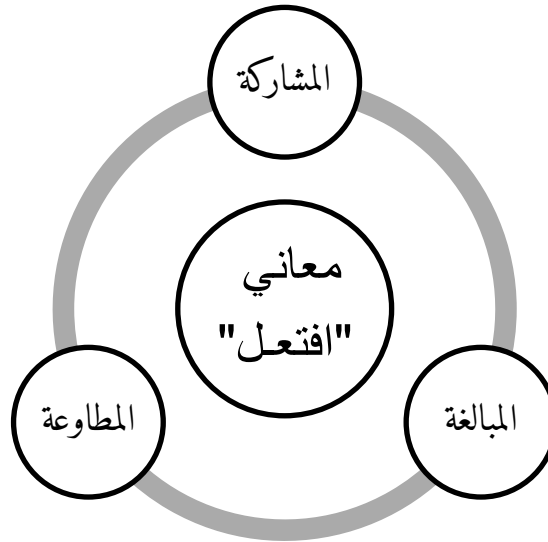 المشاركة
معاني
"افتعل"
المطاوعة
المبالغة